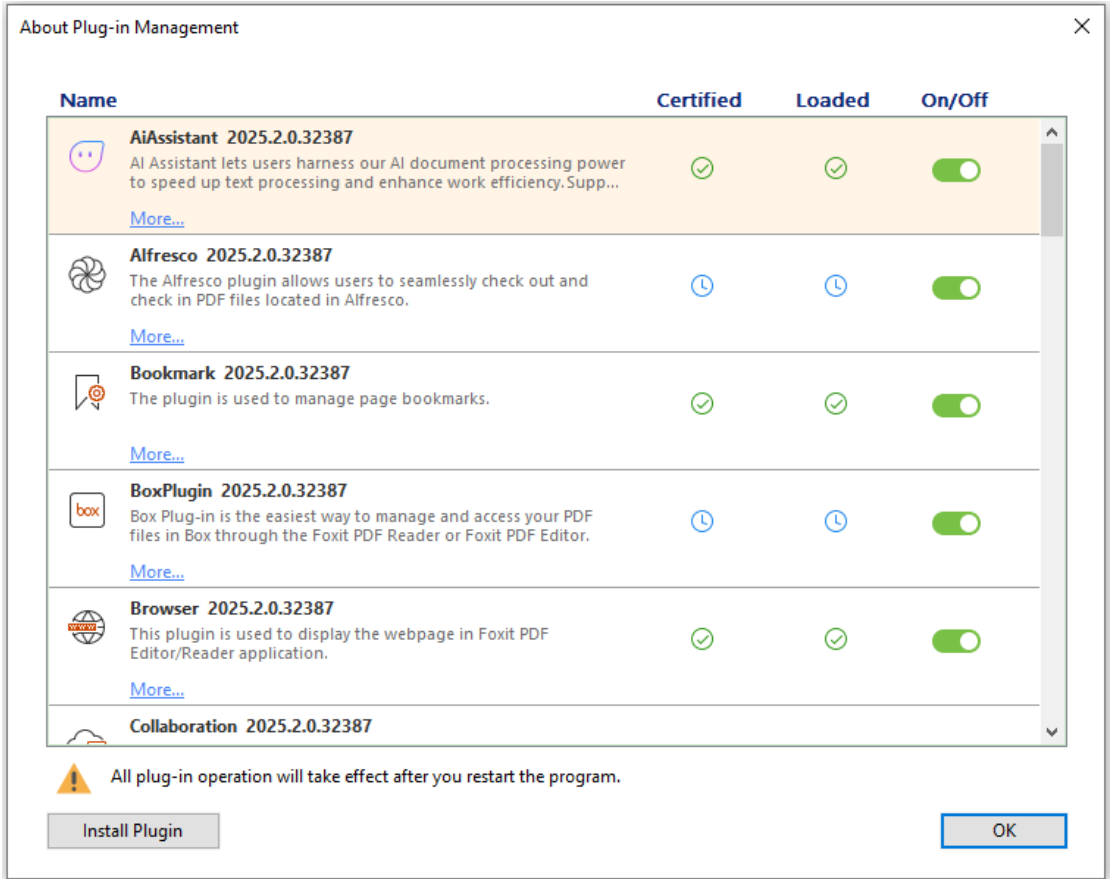 About Plug-in Management
Name Certified Loaded On/Off
AiAssistant 2025.2.0.32387
AI Assistant lets users harness our AI document processing power
to speed up text processing and enhance work efficiency.Supp...
More...
Alfresco 2025.2.0.32387
The Alfresco plugin allows users to seamlessly check out and
check in PDF files located in Alfresco.
More...
Bookmark 2025.2.0.32387
The plugin is used to manage page bookmarks.
More...
box
BoxPlugin 2025.2.0.32387
Box Plug-in is the easiest way to manage and access your PDF
files in Box through the Foxit PDF Reader or Foxit PDF Editor.
More...
www
Browser 2025.2.0.32387
This plugin is used to display the webpage in Foxit PDF
Editor/Reader application.
More...
Collaboration 2025.2.0.32387
All plug-in operation will take effect after you restart the program.
Install Plugin OK